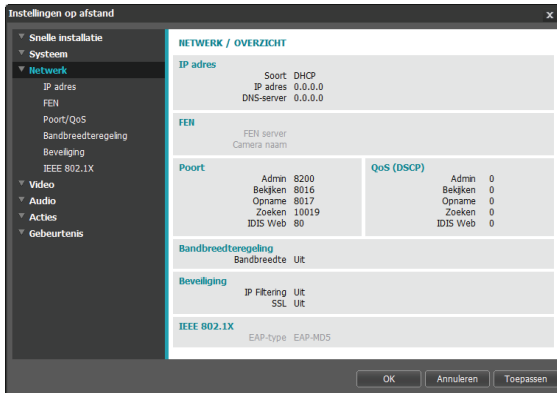 Instellingen op afstand
x
Snelle installatie
Systeem
Netwerk
IP adres
FEN
Poort/QoS
Bandbreedteregeling
Beveiliging
IEEE 802.1X
Video
Audio
Acties
Gebeurtenis
NETWERK / OVERZICHT
IP adres
Soort DHCP
IP adres 0.0.0.0
DNS-server 0.0.0.0
FEN
FEN server
Camera naam
Poort
Admin 8200
Bekijken 8016
Opname 8017
Zoeken 10019
IDIS Web 80
QoS (DSCP)
Admin 0
Bekijken 0
Opname 0
Zoeken 0
IDIS Web 0
Bandbreedteregeling
Bandbreedte Uit
Beveiliging
IP Filtering Uit
SSL Uit
IEEE 802.1X
EAP-type EAP-MD5
OK Annuleren Toepassen